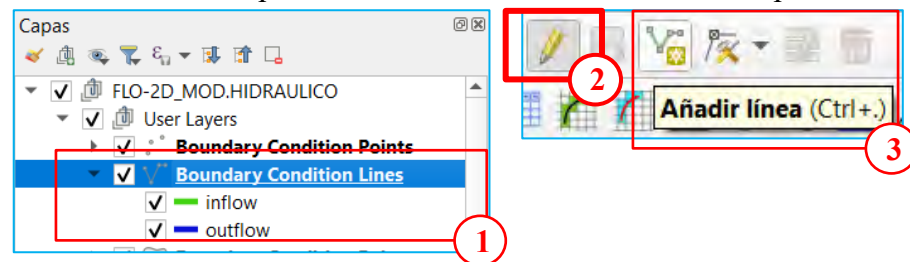 Capas
FLO-2D_MOD.HIDRAULICO
User Layers
Boundary Condition Points
Boundary Condition Lines
inflow
outflow
1
2
Añadir línea (Ctrl+.)
3